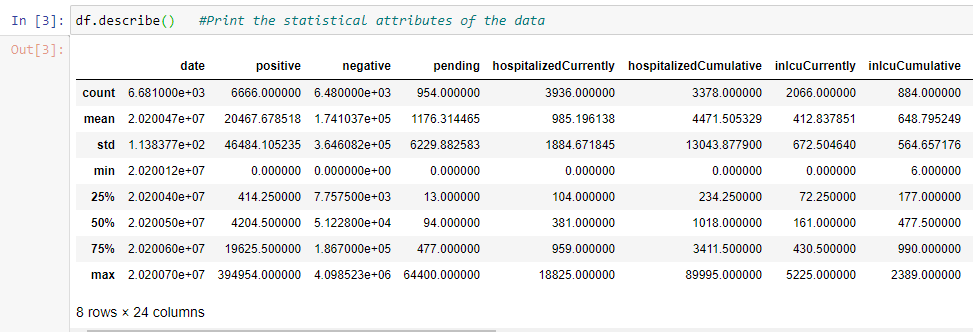 In [3]: df.describe() #Print the statistical attributes of the data
Out[3]:
date positive negative pending hospitalizedCurrently hospitalizedCumulative inIcuCurrently inIcuCumulative
count 6.681000e+03 6666.000000 6.480000e+03 954.000000 3936.000000 3378.000000 2066.000000 884.000000
mean 2.020047e+07 20467.678518 1.741037e+05 1176.314465 985.196138 4471.505329 412.837851 648.795249
std 1.138377e+02 46484.105235 3.646082e+05 6229.882583 1884.671845 13043.877900 672.504640 564.657176
min 2.020012e+07 0.000000 0.000000e+00 0.000000 0.000000 0.000000 0.000000 6.000000
25% 2.020040e+07 414.250000 7.757500e+03 13.000000 104.000000 234.250000 72.250000 177.000000
50% 2.020050e+07 4204.500000 5.122800e+04 94.000000 381.000000 1018.000000 161.000000 477.500000
75% 2.020060e+07 19625.500000 1.867000e+05 477.000000 959.000000 3411.500000 430.500000 990.000000
max 2.020070e+07 394954.000000 4.098523e+06 64400.000000 18825.000000 89995.000000 5225.000000 2389.000000
8 rows × 24 columns